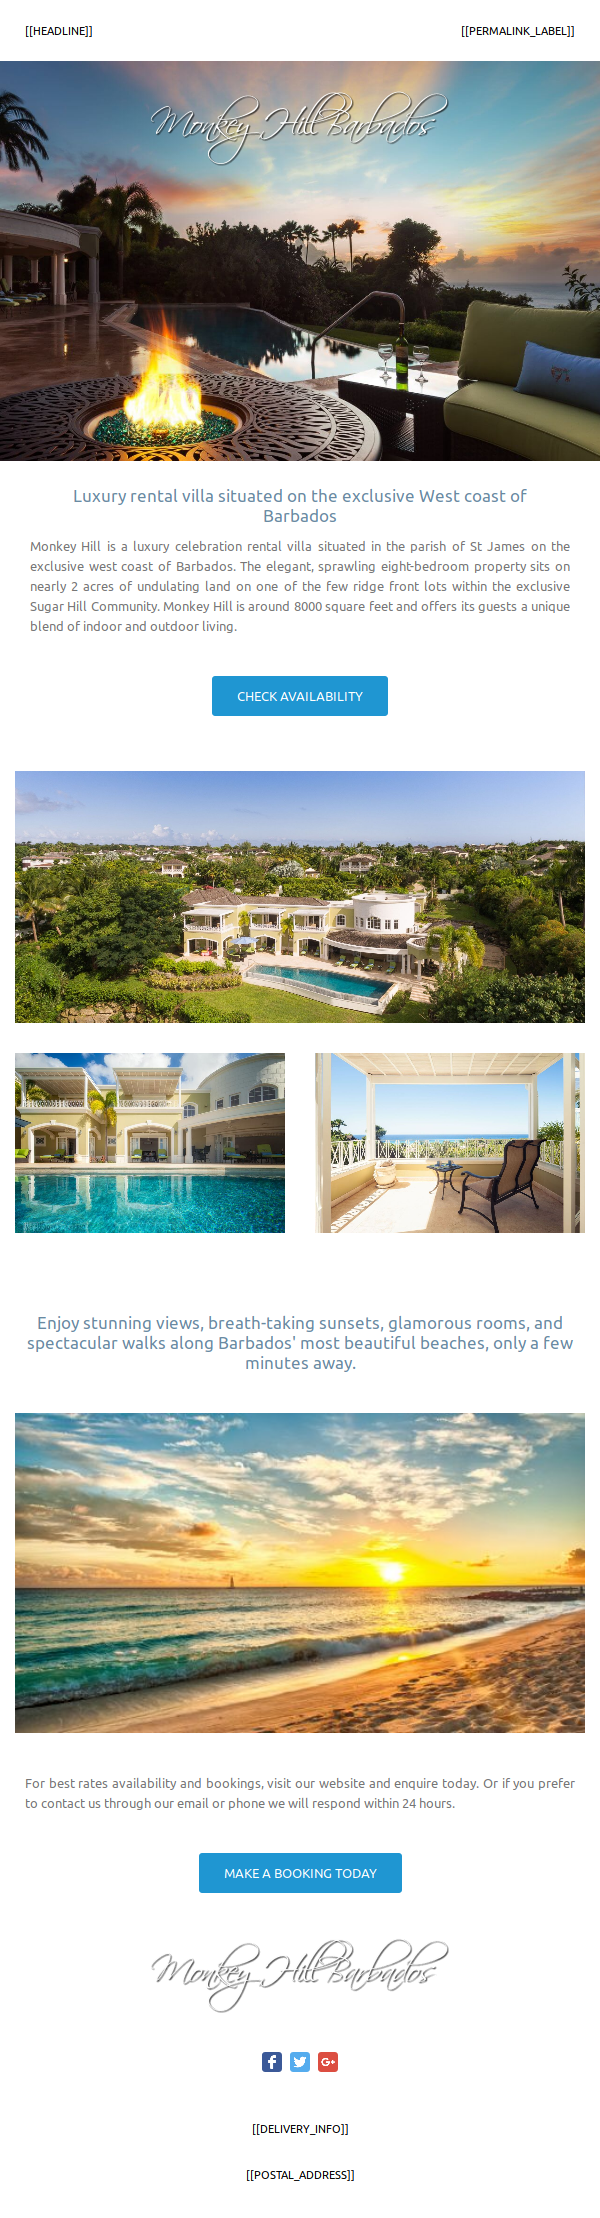 [[HEADLINE]]
[[PERMALINK_LABEL]]
Monkey Hill Barbados
Luxury rental villa situated on the exclusive West coast of
Barbados
Monkey Hill is a luxury celebration rental villa situated in the parish of St James on the
exclusive west coast of Barbados. The elegant, sprawling eight-bedroom property sits on
nearly 2 acres of undulating land on one of the few ridge front lots within the exclusive
Sugar Hill Community. Monkey Hill is around 8000 square feet and offers its guests a unique
blend of indoor and outdoor living.
CHECK AVAILABILITY
Enjoy stunning views, breath-taking sunsets, glamorous rooms, and
spectacular walks along Barbados' most beautiful beaches, only a few
minutes away.
For best rates availability and bookings, visit our website and enquire today. Or if you prefer
to contact us through our email or phone we will respond within 24 hours.
MAKE A BOOKING TODAY
Monkey Hill Barbados
[[DELIVERY_INFO]]
[[POSTAL_ADDRESS]]